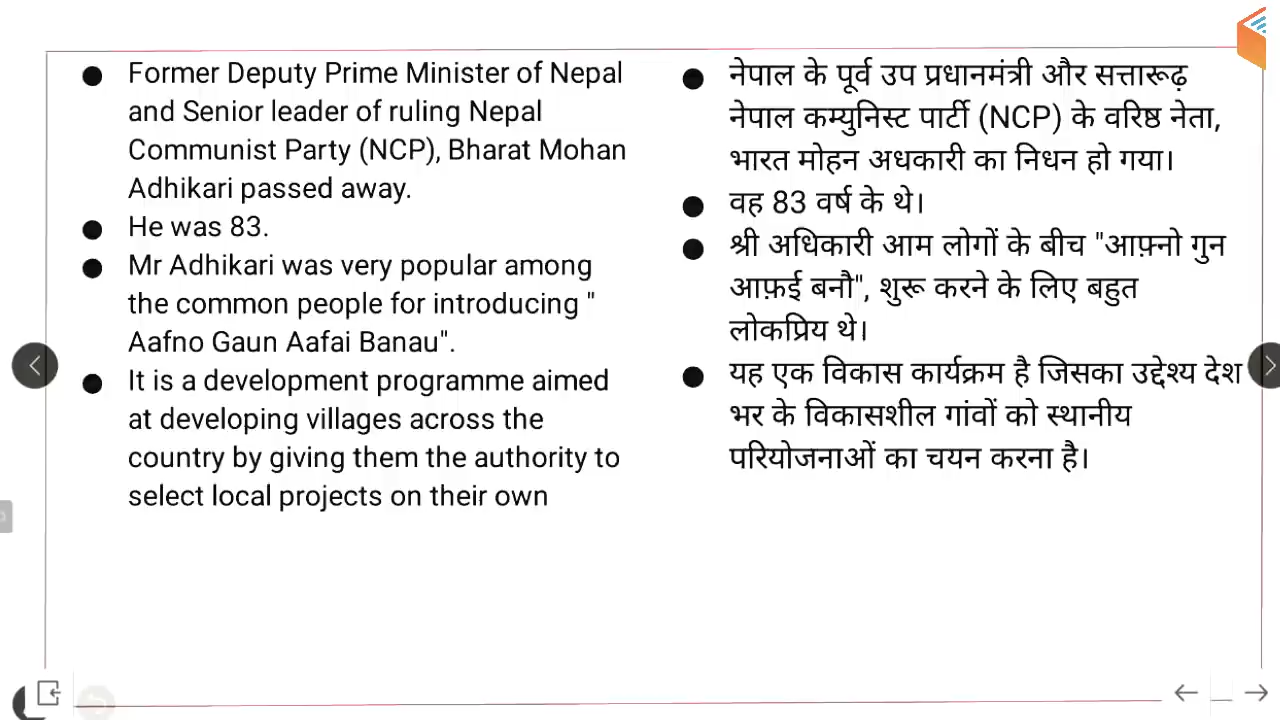 Former Deputy Prime Minister of Nepal
and Senior leader of ruling Nepal
Communist Party (NCP), Bharat Mohan
Adhikari passed away.
He was 83.
Mr Adhikari was very popular among
the common people for introducing "
Aafno Gaun Aafai Banau".
It is a development programme aimed
at developing villages across the
country by giving them the authority to
select local projects on their own
नेपाल के पूर्व उप प्रधानमंत्री और सत्तारूढ़
नेपाल कम्युनिस्ट पार्टी (NCP) के वरिष्ठ नेता,
भारत मोहन अधकारी का निधन हो गया।
वह 83 वर्ष के थे।
श्री अधिकारी आम लोगों के बीच "आफ़्नो गुन
आफ़ई बनौ", शुरू करने के लिए बहुत
लोकप्रिय थे।
यह एक विकास कार्यक्रम है जिसका उद्देश्य देश
भर के विकासशील गांवों को स्थानीय
परियोजनाओं का चयन करना है।